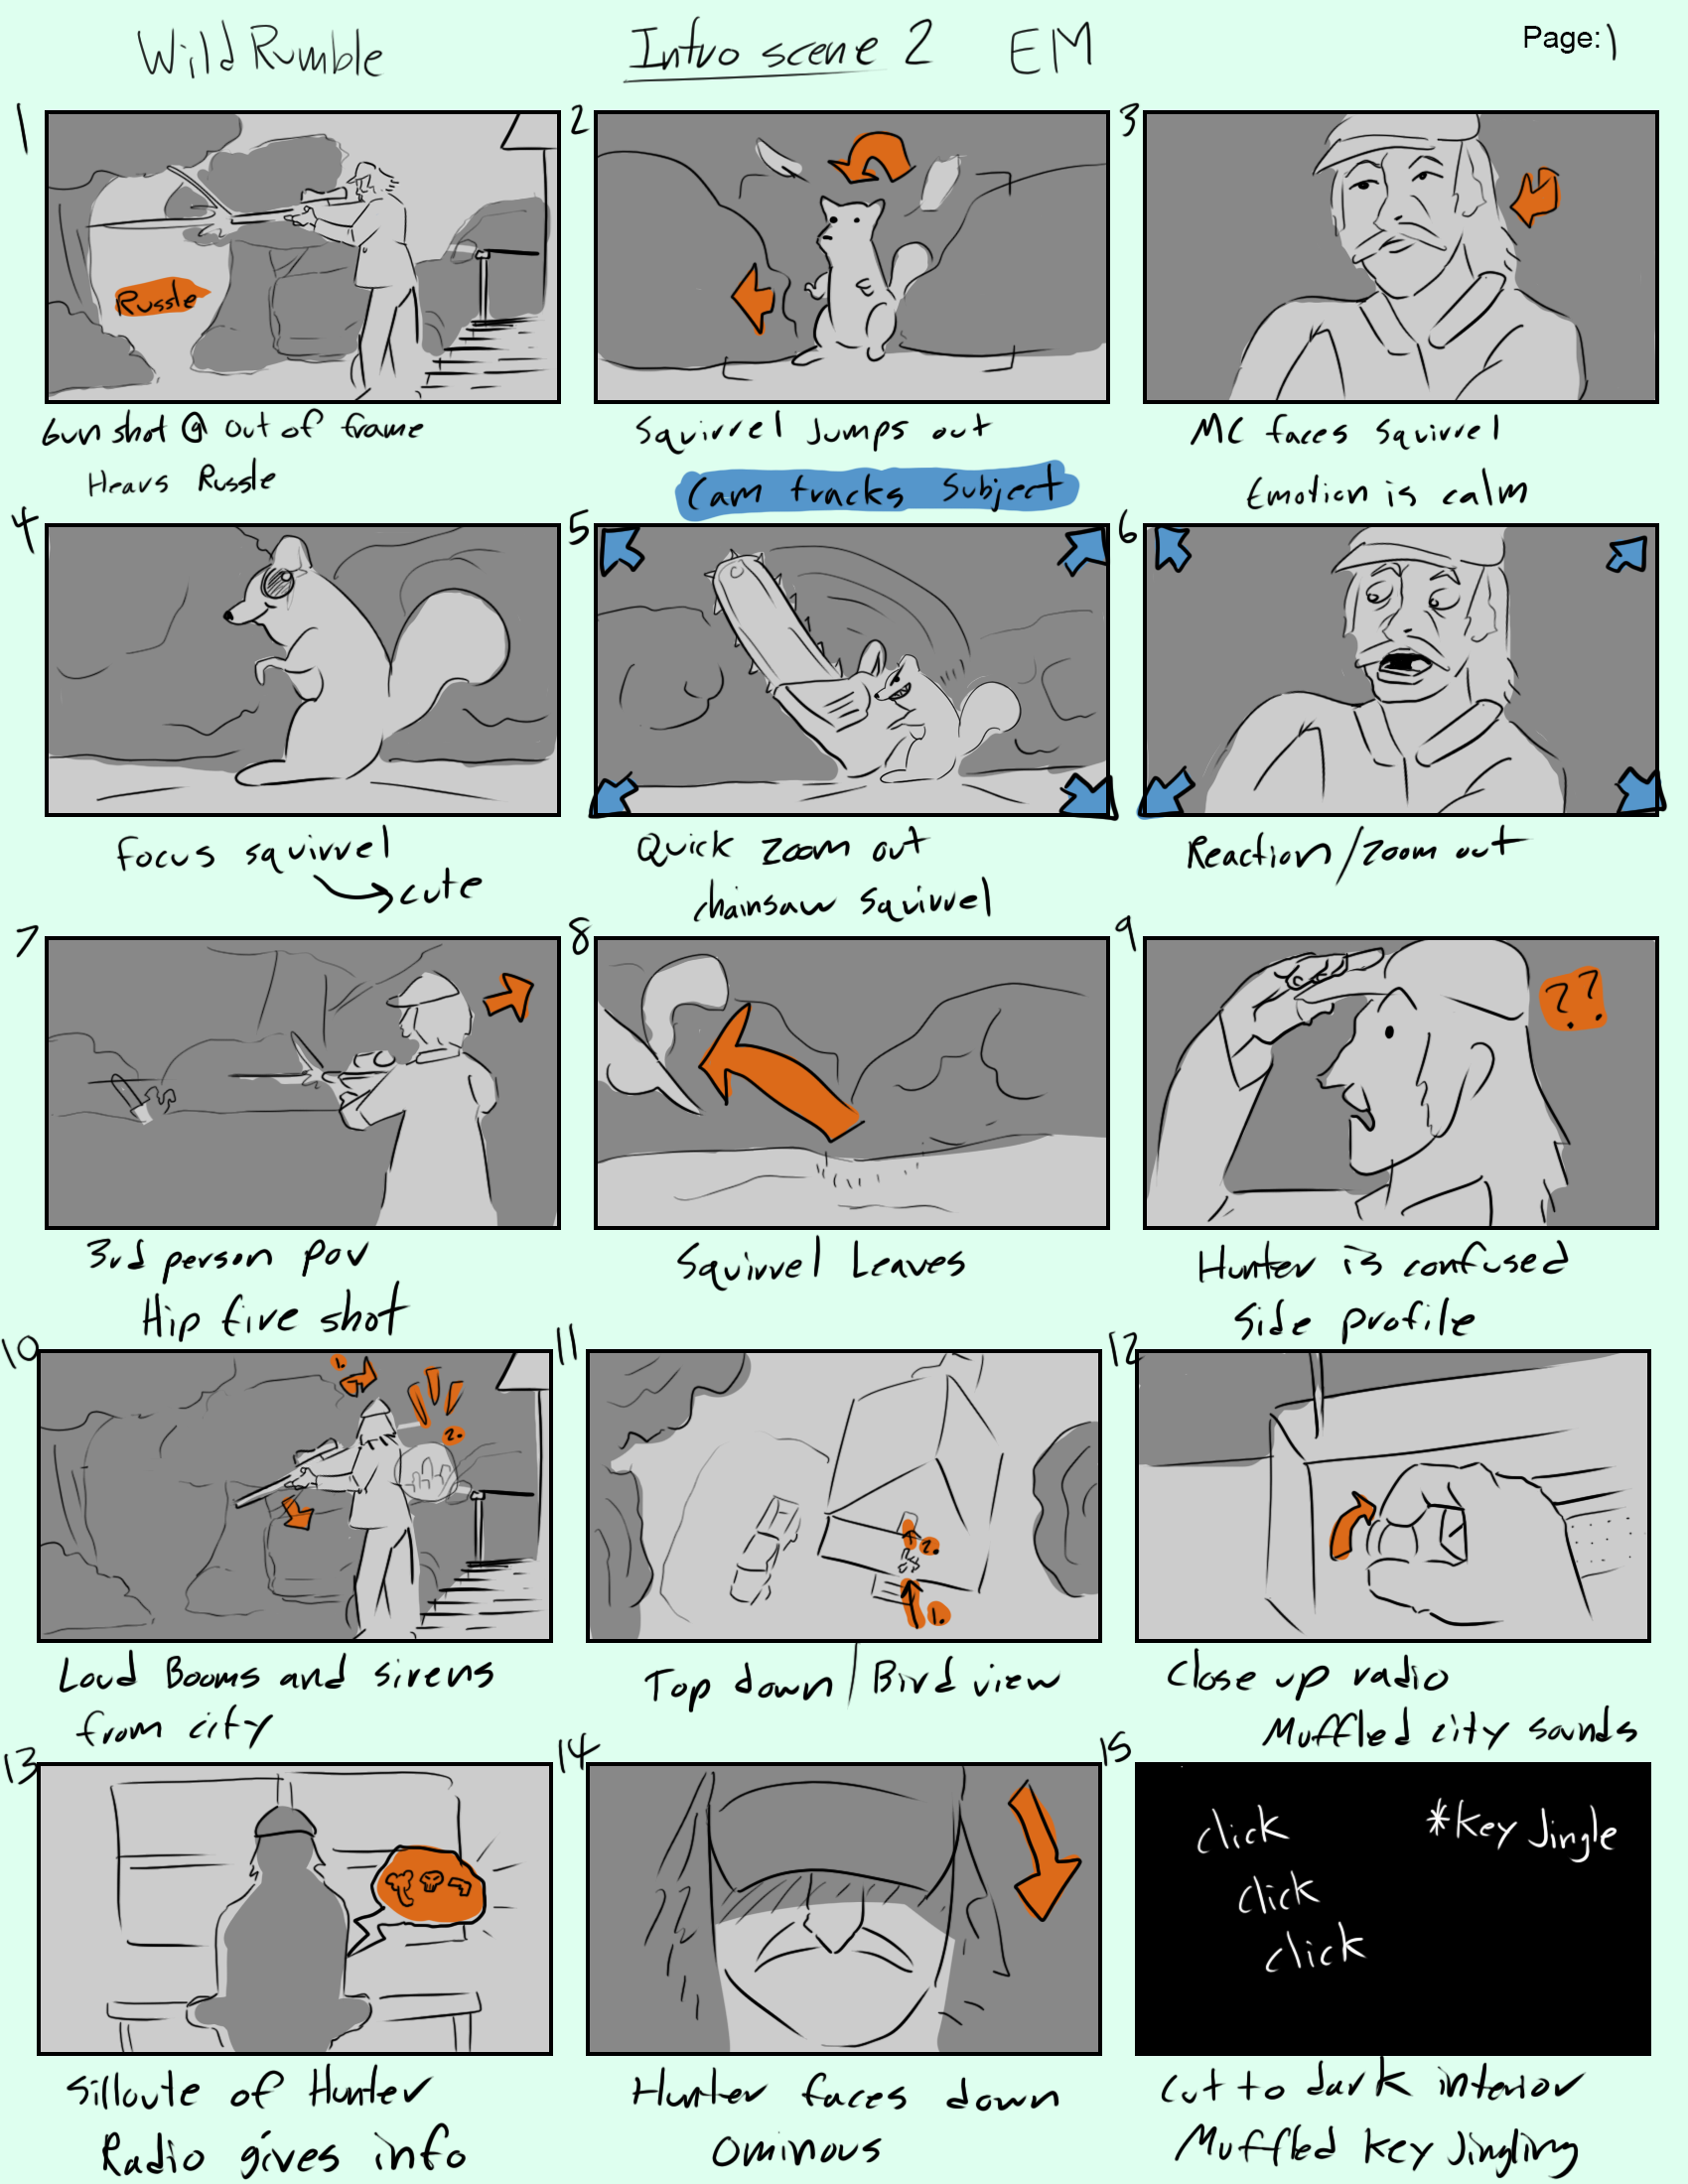 Wild Rumble
Intro scene 2
EM
Page: 1
1
Russle
Gun shot @ out of frame
Hears Russle
2
Squirrel Jumps out
Cam tracks Subject
3
MC faces Squirrel
Emotion is calm
4
Focus squirrel
cute
5
Quick zoom out
chainsaw squirrel
6
Reaction/zoom out
7
3rd person pov
Hip fire shot
8
Squirrel Leaves
9
??
Hunter is confused
Side profile
10
1.
2.
Loud Booms and sirens
from city
11
2.
1.
Top down/Bird view
12
Close up radio
Muffled city sounds
13
Silloute of Hunter
Radio gives info
14
Hunter faces down
Ominous
15
click
*Key Jingle
click
click
Cut to dark interior
Muffled key Jingling